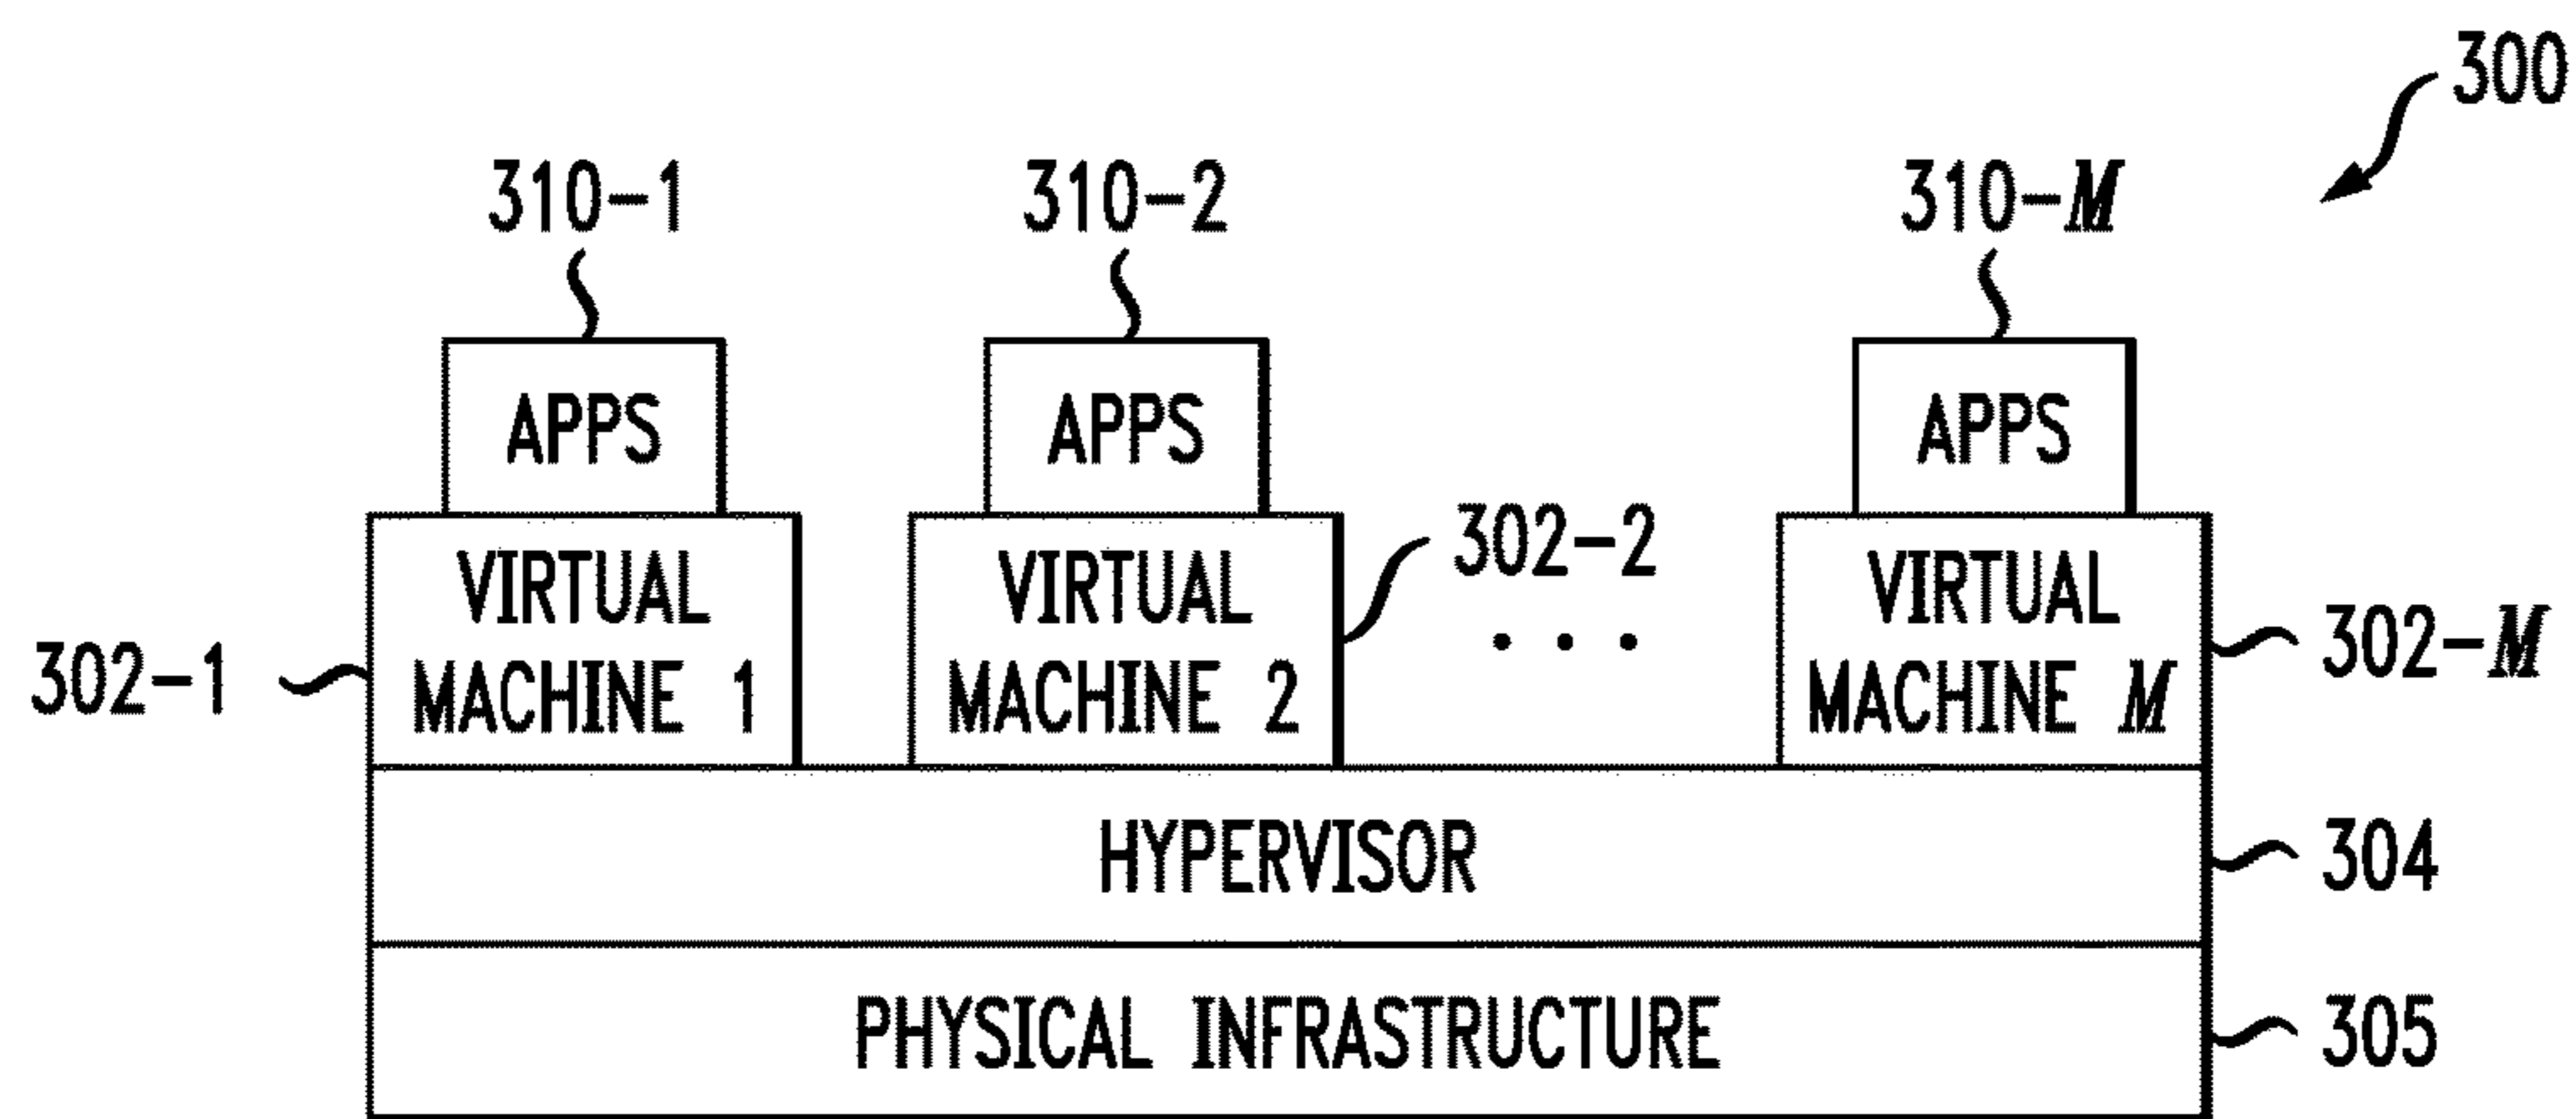 300
310-1 310-2 310-M
APPS APPS APPS
302-2
VIRTUAL VIRTUAL VIRTUAL
302-1 MACHINE 1 MACHINE 2 . . . MACHINE M 302-M
HYPERVISOR 304
PHYSICAL INFRASTRUCTURE 305